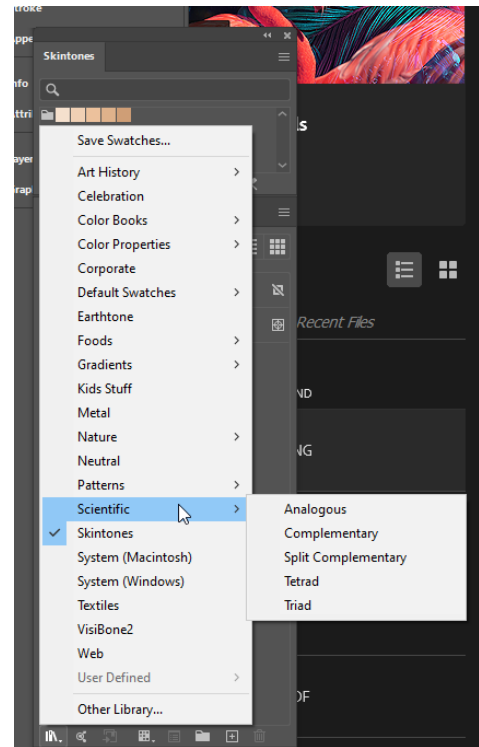 Skintones
Save Swatches...
Art History
Celebration
Color Books
Color Properties
Corporate
Default Swatches
Earthtone
Foods
Gradients
Kids Stuff
Metal
Nature
Neutral
Patterns
Scientific
Skintones
System (Macintosh)
System (Windows)
Textiles
VisiBone2
Web
User Defined
Other Library...
Analogous
Complementary
Split Complementary
Tetrad
Triad
Recent Files